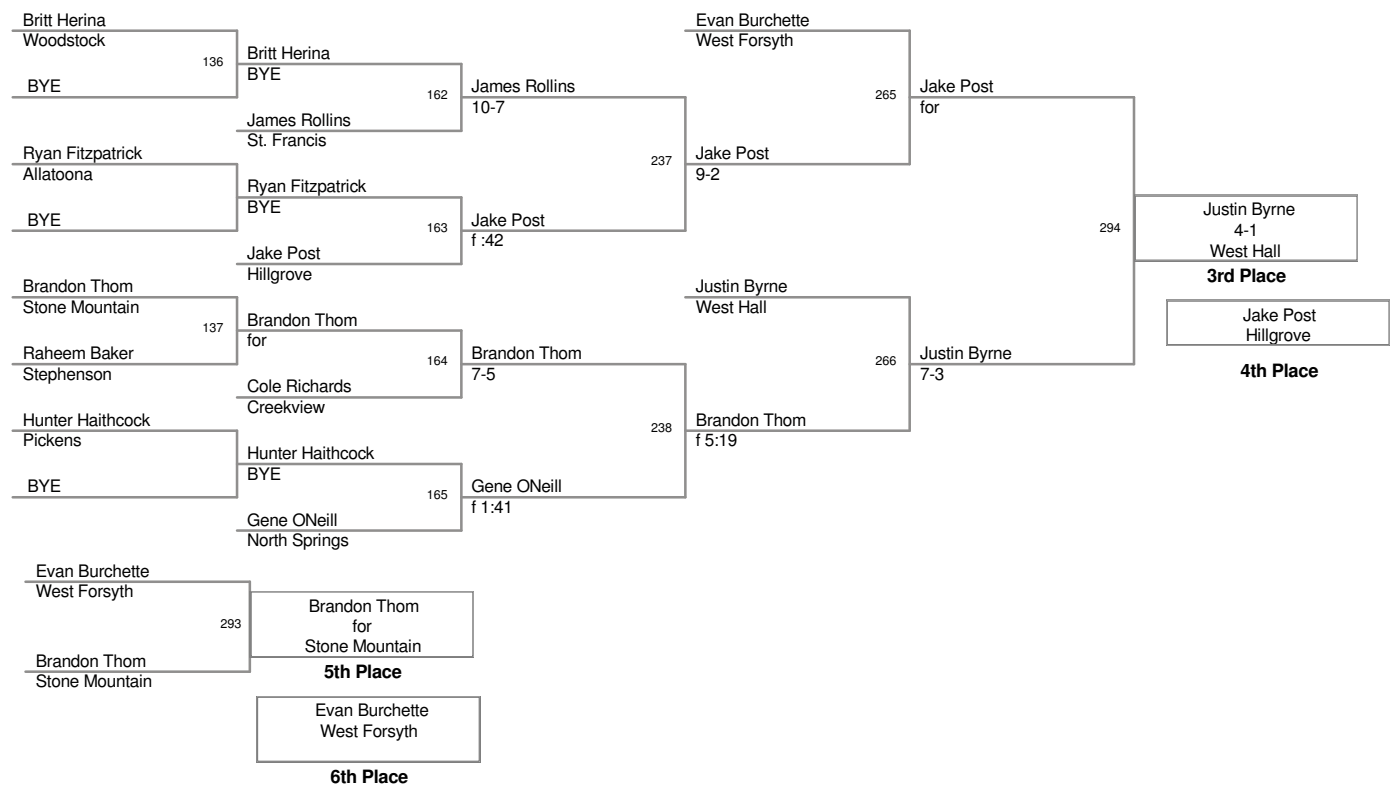 Britt Herina
Woodstock
136
BYE
Britt Herina
BYE
162
James Rollins
St. Francis
James Rollins
10-7
Ryan Fitzpatrick
Allatoona
BYE
Ryan Fitzpatrick
BYE
163
Jake Post
Hillgrove
Jake Post
f :42
237
Jake Post
9-2
Evan Burchette
West Forsyth
265
Jake Post
for
Brandon Thom
Stone Mountain
137
Raheem Baker
Stephenson
Brandon Thom
for
164
Cole Richards
Creekview
Brandon Thom
7-5
Hunter Haithcock
Pickens
BYE
Hunter Haithcock
BYE
165
Gene ONeill
North Springs
Gene ONeill
f 1:41
238
Brandon Thom
f 5:19
Justin Byrne
West Hall
266
Justin Byrne
7-3
294
Justin Byrne
4-1
West Hall
3rd Place
Jake Post
Hillgrove
4th Place
Evan Burchette
West Forsyth
293
Brandon Thom
Stone Mountain
Brandon Thom
for
Stone Mountain
5th Place
Evan Burchette
West Forsyth
6th Place